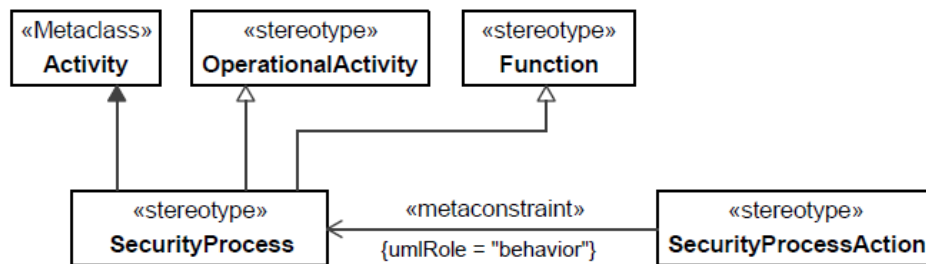 «Metaclass»
Activity
«stereotype»
OperationalActivity
«stereotype»
Function
«stereotype»
SecurityProcess
«metaconstraint»
{umlRole = "behavior"}
«stereotype»
SecurityProcessAction